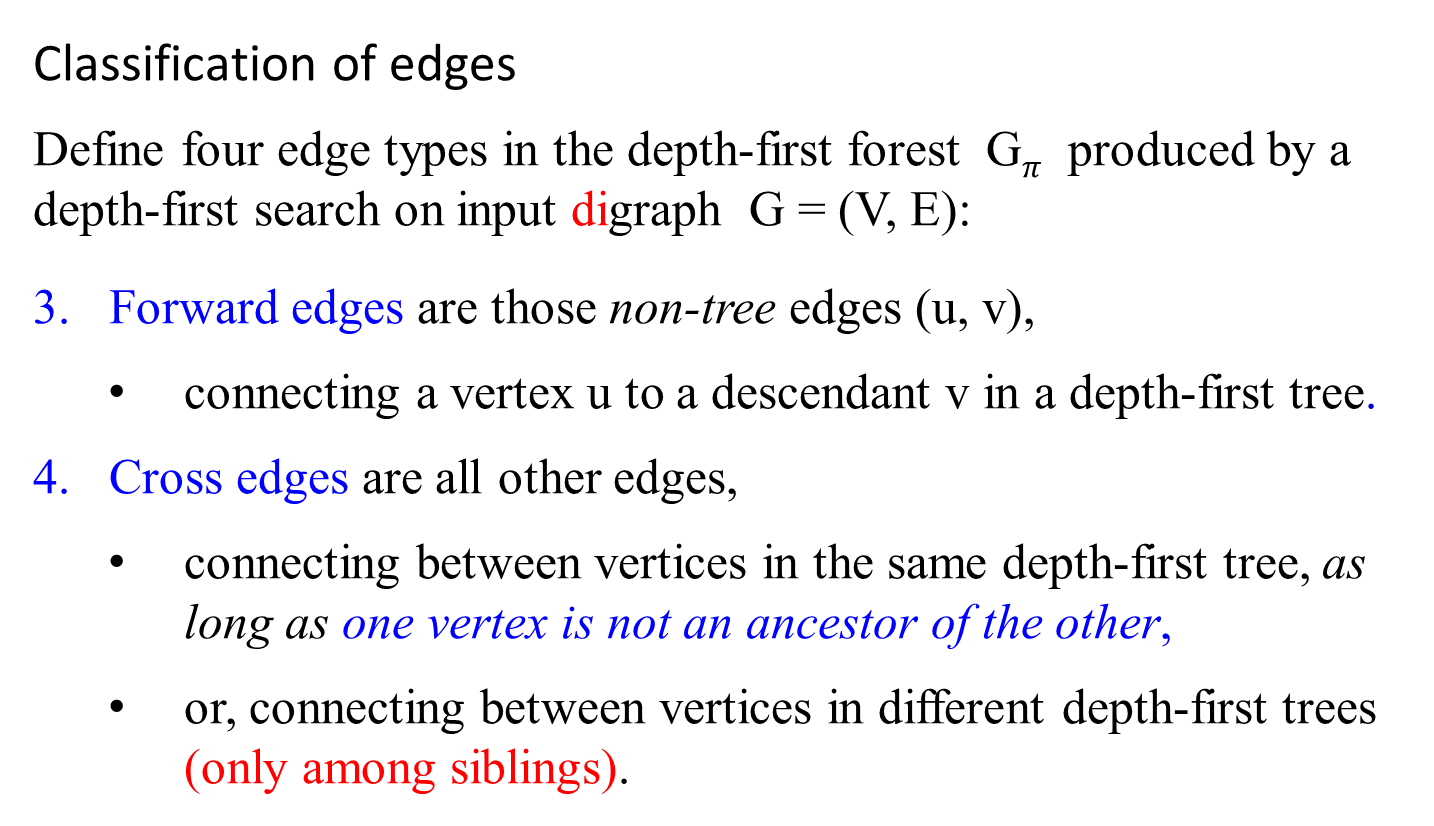 Classification of edges
Define four edge types in the depth-first forest G_π produced by a
depth-first search on input digraph G = (V, E):
3. Forward edges are those non-tree edges (u, v),
• connecting a vertex u to a descendant v in a depth-first tree.
4. Cross edges are all other edges,
• connecting between vertices in the same depth-first tree, as
long as one vertex is not an ancestor of the other,
• or, connecting between vertices in different depth-first trees
(only among siblings).